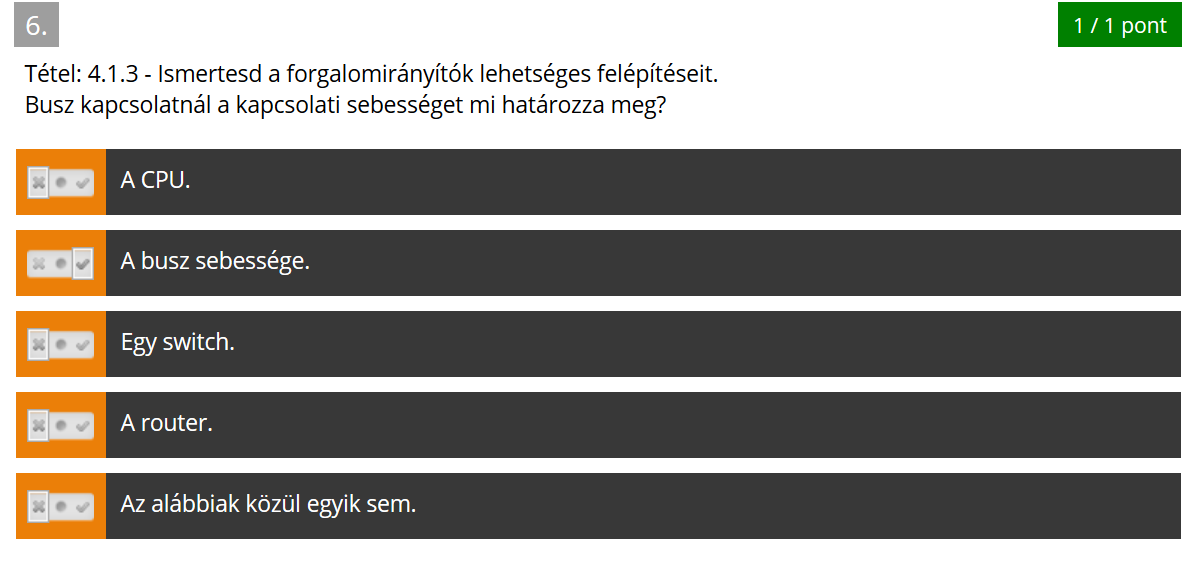 6.
1 / 1 pont
Tétel: 4.1.3 - Ismertesd a forgalomirányítók lehetséges felépítéseit.
Busz kapcsolatnál a kapcsolati sebességet mi határozza meg?
A CPU.
A busz sebessége.
Egy switch.
A router.
Az alábbiak közül egyik sem.